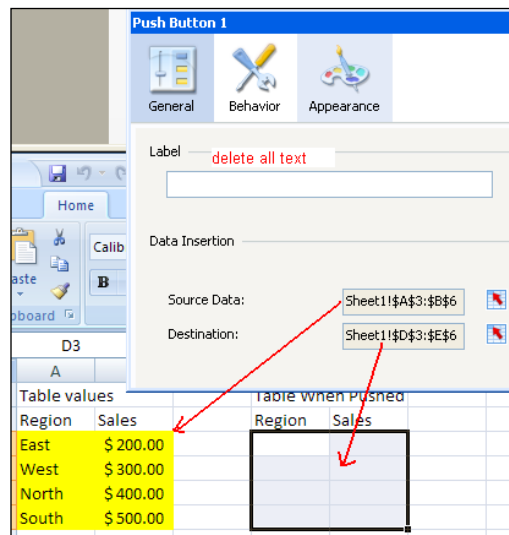 Push Button 1
General Behavior Appearance
Label
delete all text
Data Insertion
Source Data: Sheet1!$A$3:$B$6
Destination: Sheet1!$D$3:$E$6
Home
Calib
aste
B
pboard
D3
A
Table values Table When Pushed
Region Sales Region Sales
East $ 200.00
West $ 300.00
North $ 400.00
South $ 500.00